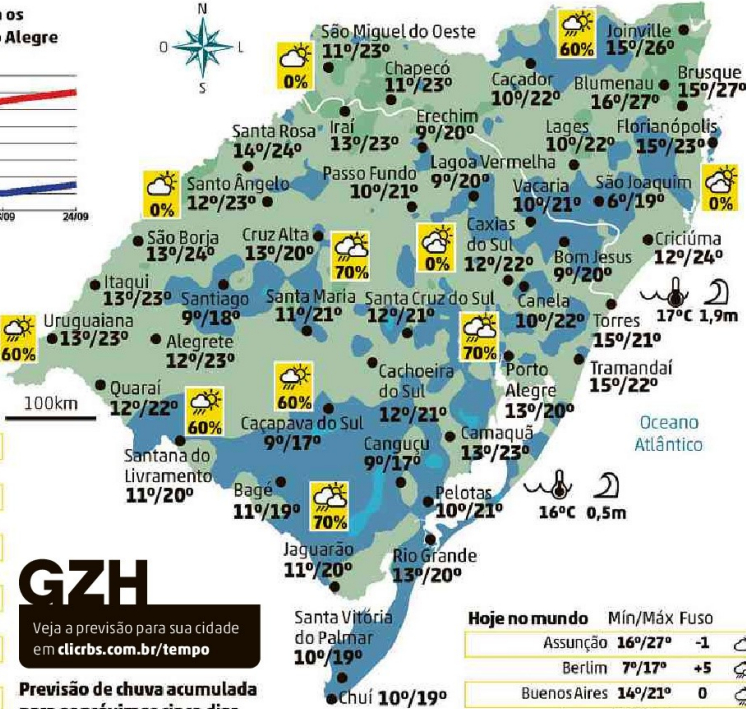 os
Alegre
24/09
N
O
L
S
0%
São Miguel do Oeste
11º/23º
Chapecó
11º/23º
60%
Joinville
15º/26º
Caçador
10º/22º
Blumenau
16º/27º
Brusque
15º/27º
Santa Rosa
14º/24º
Iraí
13º/23º
Erechim
9º/20º
Lages
10º/22º
Florianópolis
15º/23º
0%
Santo Ângelo
12º/23º
Passo Fundo
10º/21º
Lagoa Vermelha
9º/20º
Vacaria
10º/21º
São Joaquim
6º/19º
0%
São Borja
13º/24º
Cruz Alta
13º/20º
70%
0%
Caxias
do Sul
12º/22º
Bom Jesus
9º/20º
Criciúma
12º/24º
Itaqui
13º/23º
Santiago
9º/18º
Santa Maria
11º/21º
Santa Cruz do Sul
12º/21º
Canela
10º/22º
17ºC
1,9m
Torres
15º/21º
60%
Uruguaiana
13º/23º
Alegrete
12º/23º
70%
Porto
Alegre
13º/20º
Tramandaí
15º/22º
Quaraí
12º/22º
60%
60%
Cachoeira
do Sul
12º/21º
100km
Caçapava do Sul
9º/17º
Canguçu
9º/17º
Camaquã
13º/23º
Oceano
Atlântico
Santana do
Livramento
11º/20º
Bagé
11º/19º
70%
Pelotas
10º/21º
16ºC
0,5m
Jaguarão
11º/20º
Rio Grande
13º/20º
Santa Vitória
do Palmar
10º/19º
Chuí 10º/19º
GZH
Veja a previsão para sua cidade
em clicrbs.com.br/tempo
Previsão de chuva acumulada
Hoje no mundo Mín/Máx Fuso
Assunção 16º/27º -1
Berlim 7º/17º +5
Buenos Aires 14º/21º 0